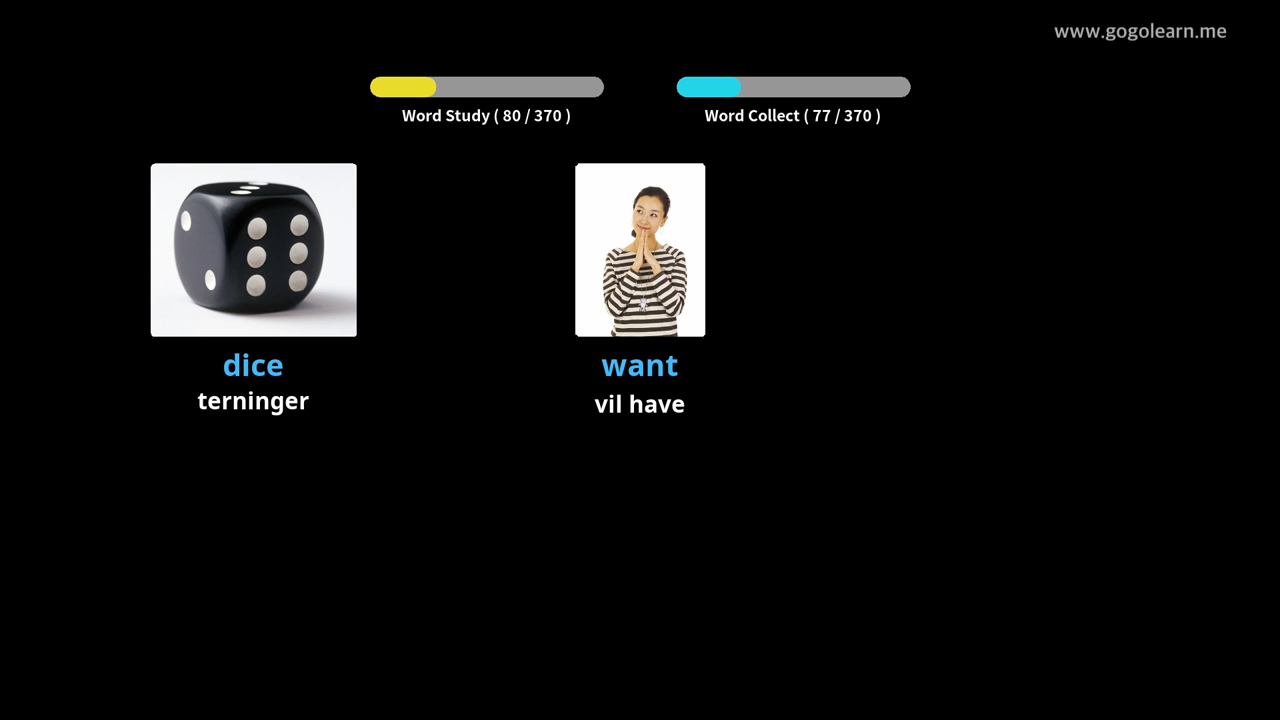 www.gogolearn.me
Word Study ( 80 / 370 )
Word Collect ( 77 / 370 )
dice
terninger
want
vil have